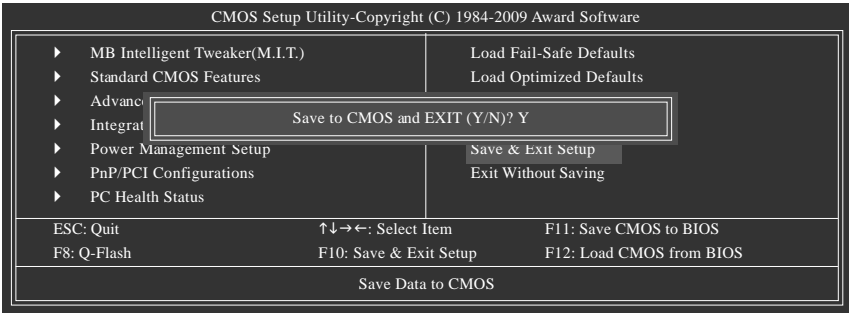 CMOS Setup Utility-Copyright (C) 1984-2009 Award Software
MB Intelligent Tweaker(M.I.T.)
Load Fail-Safe Defaults
Standard CMOS Features
Load Optimized Defaults
Save to CMOS and EXIT (Y/N)? Y
Power Management Setup
Save & Exit Setup
PnP/PCI Configurations
Exit Without Saving
PC Health Status
ESC: Quit
↑↓→←: Select Item
F11: Save CMOS to BIOS
F8: Q-Flash
F10: Save & Exit Setup
F12: Load CMOS from BIOS
Save Data to CMOS